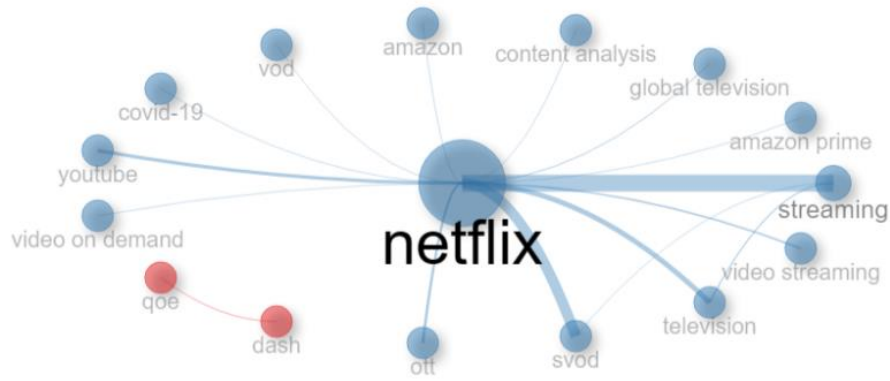 amazon
content analysis
vod
global television
covid-19
amazon prime
youtube
streaming
video on demand
netflix
video streaming
qoe
television
dash
svod
ott